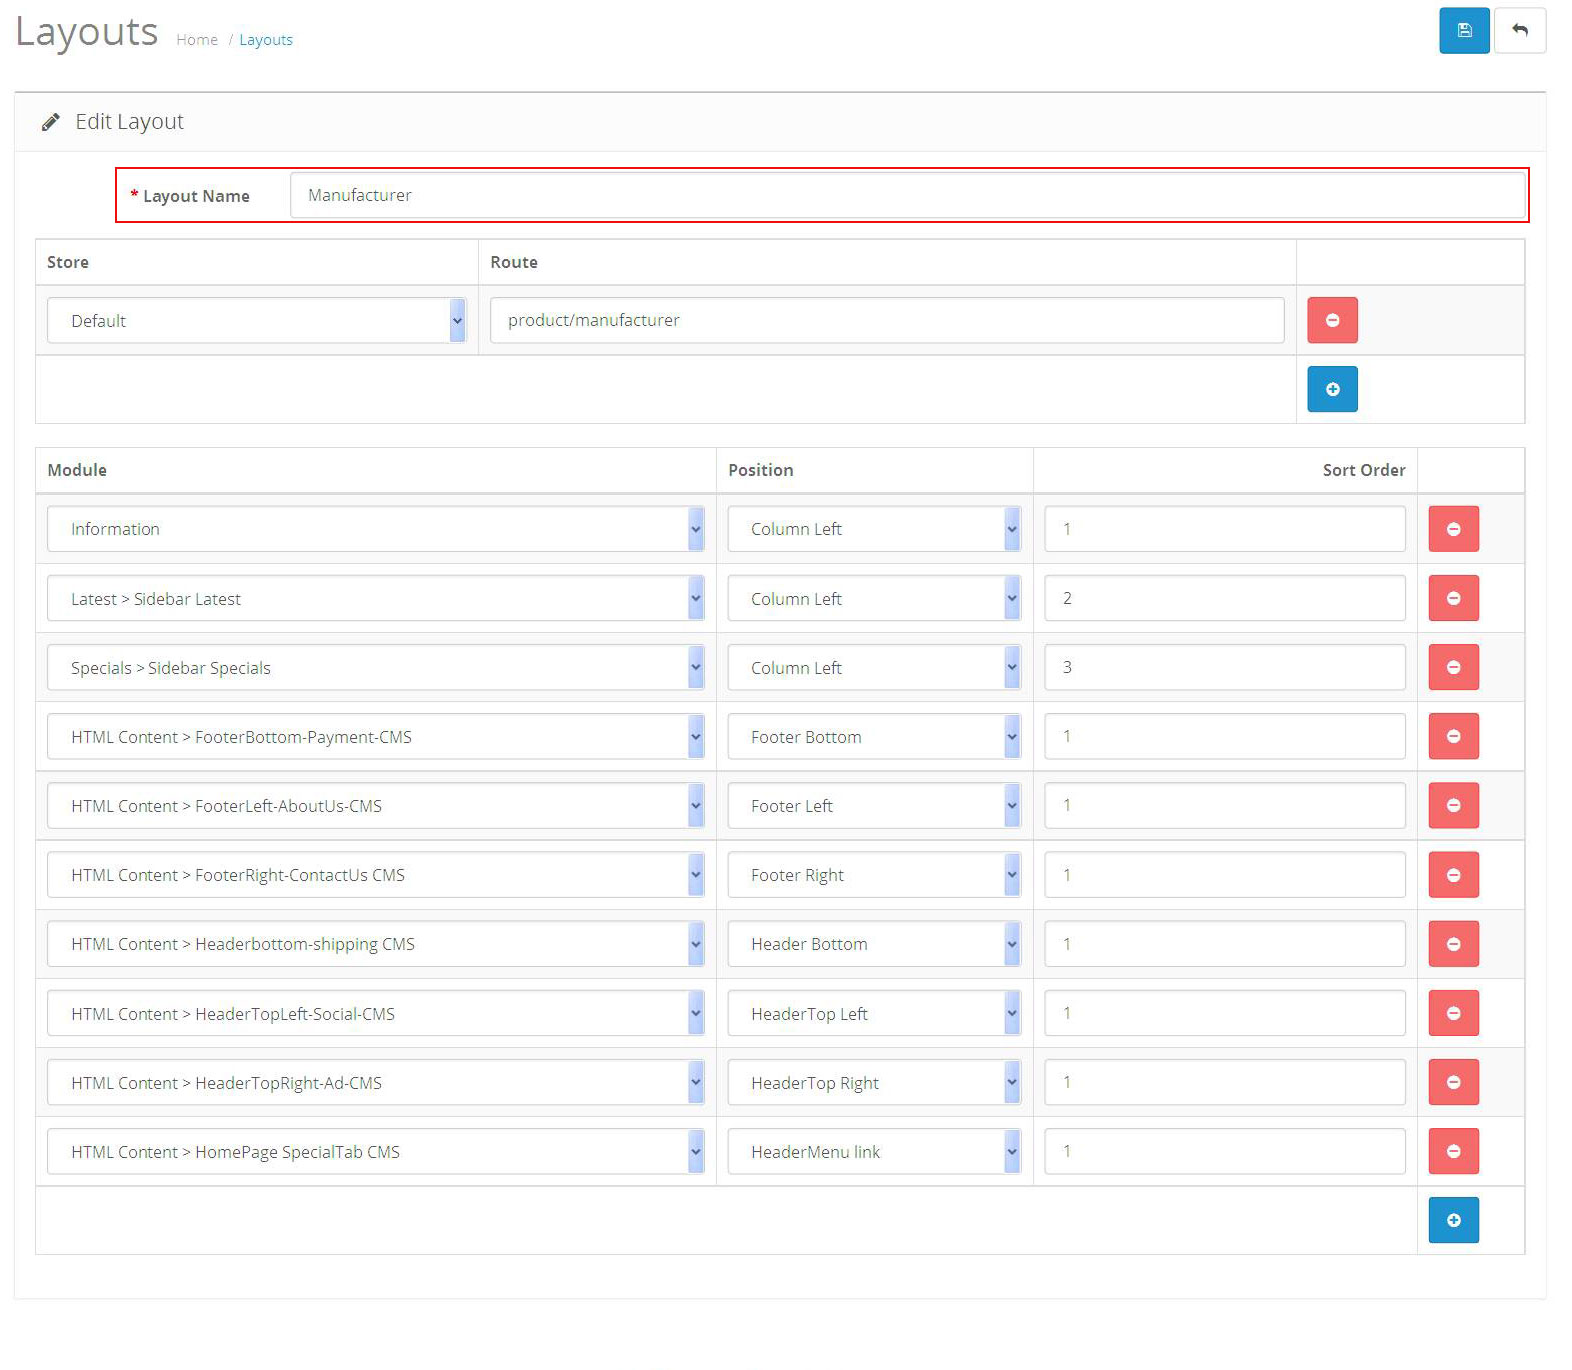 Layouts Home / Layouts
Edit Layout
* Layout Name Manufacturer
Store Route
Default product/manufacturer
Module Position Sort Order
Information Column Left 1
Latest > Sidebar Latest Column Left 2
Specials > Sidebar Specials Column Left 3
HTML Content > FooterBottom-Payment-CMS Footer Bottom 1
HTML Content > FooterLeft-AboutUs-CMS Footer Left 1
HTML Content > FooterRight-ContactUs CMS Footer Right 1
HTML Content > Headerbottom-shipping CMS Header Bottom 1
HTML Content > HeaderTopLeft-Social-CMS HeaderTop Left 1
HTML Content > HeaderTopRight-Ad-CMS HeaderTop Right 1
HTML Content > HomePage SpecialTab CMS HeaderMenu link 1